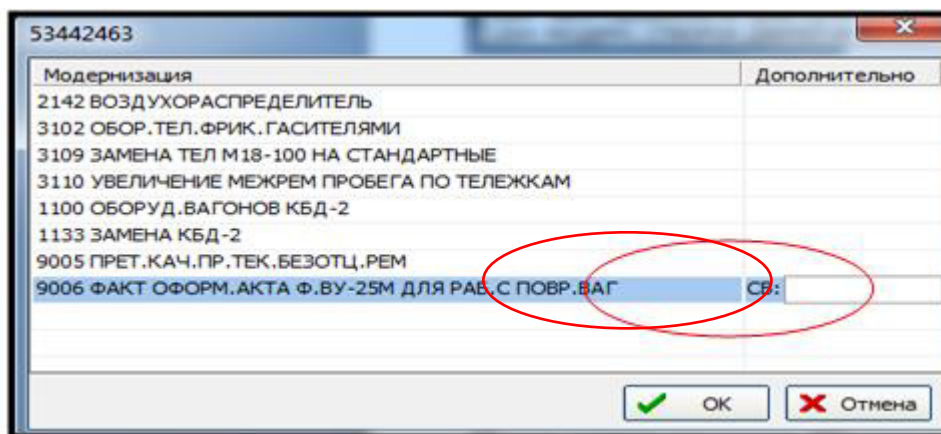 53442463
Модернизация Дополнительно
2142 ВОЗДУХОРАСПРЕДЕЛИТЕЛЬ
3102 ОБОР.ТЕЛ.ФРИК.ГАСИТЕЛЯМИ
3109 ЗАМЕНА ТЕЛ М18-100 НА СТАНДАРТНЫЕ
3110 УВЕЛИЧЕНИЕ МЕЖРЕМ ПРОБЕГА ПО ТЕЛЕЖКАМ
1100 ОБОРУД.ВАГОНОВ КБД-2
1133 ЗАМЕНА КБД-2
9005 ПРЕТ.КАЧ.ПР.ТЕК.БЕЗОТЦ.РЕМ
9006 ФАКТ ОФОРМ.АКТА Ф.ВУ-25М ДЛЯ РАБ.С ПОВР.ВАГ СВ:
ОК Отмена